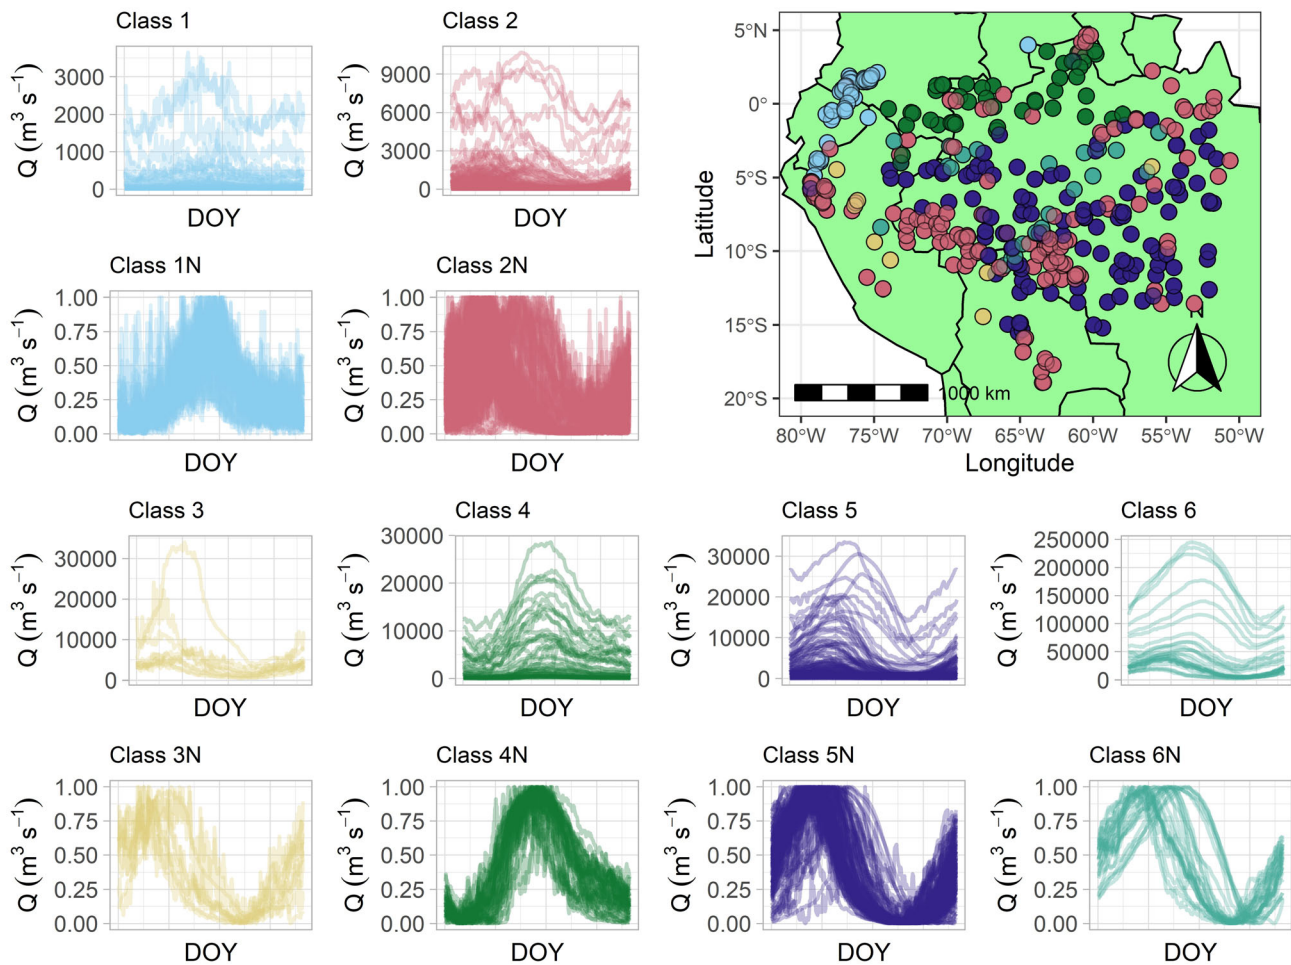 Class 1
Q (m³ s⁻¹)
3000
2000
1000
0
DOY
Class 2
Q (m³ s⁻¹)
9000
6000
3000
0
DOY
Latitude
5°N
0°
5°S
10°S
15°S
20°S
N
1000 km
80°W 75°W 70°W 65°W 60°W 55°W 50°W
Longitude
Class 1N
Q (m³ s⁻¹)
1.00
0.75
0.50
0.25
0.00
DOY
Class 2N
Q (m³ s⁻¹)
1.00
0.75
0.50
0.25
0.00
DOY
Class 3
Q (m³ s⁻¹)
30000
20000
10000
0
DOY
Class 4
Q (m³ s⁻¹)
30000
20000
10000
0
DOY
Class 5
Q (m³ s⁻¹)
30000
20000
10000
0
DOY
Class 6
Q (m³ s⁻¹)
250000
200000
150000
100000
50000
0
DOY
Class 3N
Q (m³ s⁻¹)
1.00
0.75
0.50
0.25
0.00
DOY
Class 4N
Q (m³ s⁻¹)
1.00
0.75
0.50
0.25
0.00
DOY
Class 5N
Q (m³ s⁻¹)
1.00
0.75
0.50
0.25
0.00
DOY
Class 6N
Q (m³ s⁻¹)
1.00
0.75
0.50
0.25
0.00
DOY